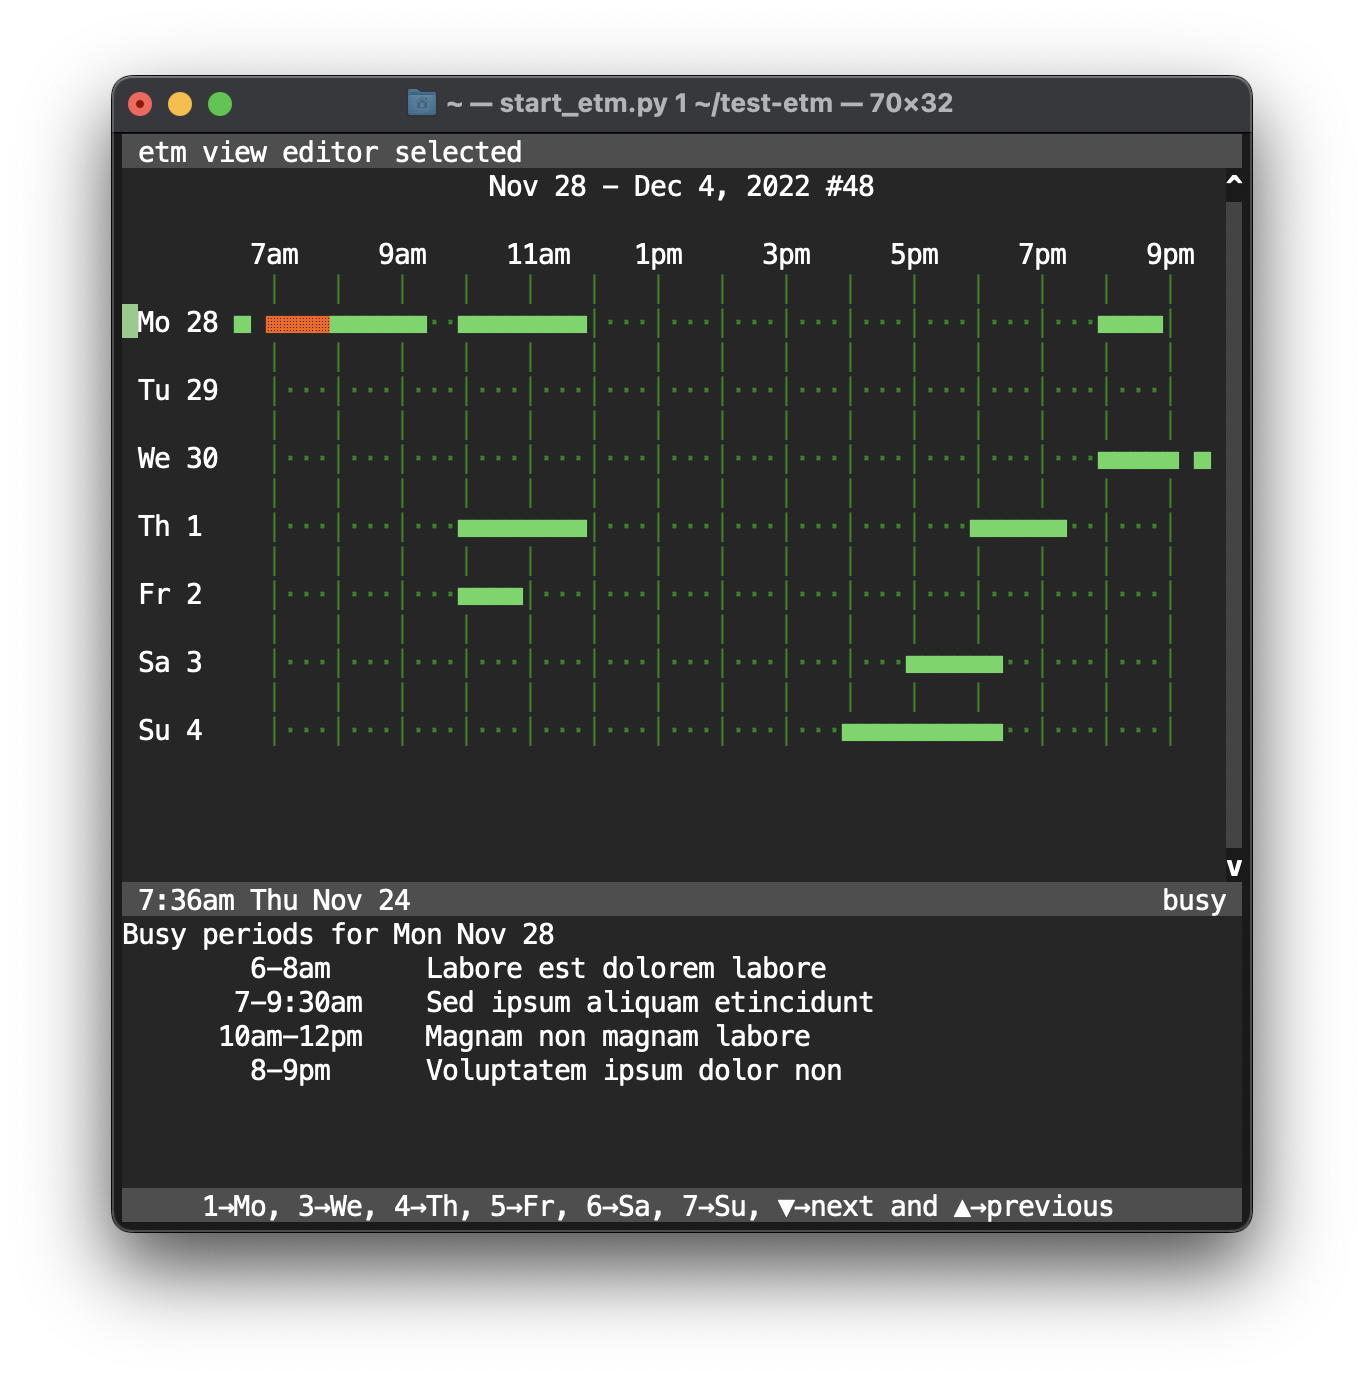 ~ — start_etm.py 1 ~/test-etm — 70×32
etm view editor selected
Nov 28 - Dec 4, 2022 #48
^
7am 9am 11am 1pm 3pm 5pm 7pm 9pm
Mo 28
Tu 29
We 30
Th 1
Fr 2
Sa 3
Su 4
v
7:36am Thu Nov 24 busy
Busy periods for Mon Nov 28
6-8am Labore est dolorem labore
7-9:30am Sed ipsum aliquam etincidunt
10am-12pm Magnam non magnam labore
8-9pm Voluptatem ipsum dolor non
1→Mo, 3→We, 4→Th, 5→Fr, 6→Sa, 7→Su, ▼→next and ▲→previous